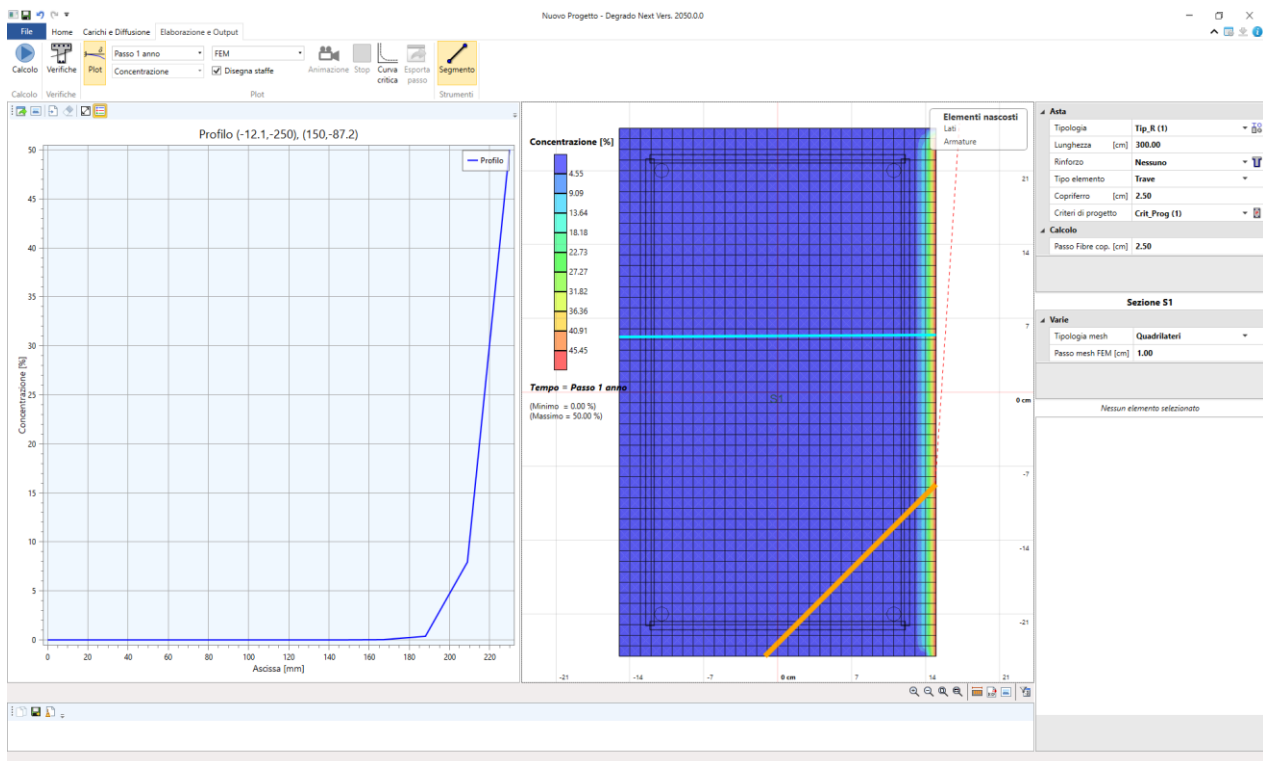 Nuovo Progetto - Degrado Next Vers. 2050.0.0
File Home Carichi e Diffusione Elaborazione e Output
Calcolo Verifiche Plot Passo 1 anno FEM Animazione Stop Curva critica Esporta passo Segmento
Concentrazione Disegna staffe
Calcolo Verifiche Plot Strumenti
Profilo (-12.1,-250), (150,-87.2)
Profilo
50
45
40
35
30
25
20
15
10
5
0
Concentrazione [%]
0 20 40 60 80 100 120 140 160 180 200 220
Ascissa [mm]
Concentrazione [%]
4.55
9.09
13.64
18.18
22.73
27.27
31.82
36.36
40.91
45.45
Tempo = Passo 1 anno
(Minimo = 0.00 %)
(Massimo = 50.00 %)
Elementi nascosti
Lati
Armature
S1
21
14
7
0 cm
-7
-14
-21
-21 -14 -7 0 cm 7 14 21
Asta
Tipologia Tip_R (1)
Lunghezza [cm] 300.00
Rinforzo Nessuno
Tipo elemento Trave
Copriferro [cm] 2.50
Criteri di progetto Crit_Prog (1)
Calcolo
Passo Fibre cop. [cm] 2.50
Sezione S1
Varie
Tipologia mesh Quadrilateri
Passo mesh FEM [cm] 1.00
Nessun elemento selezionato